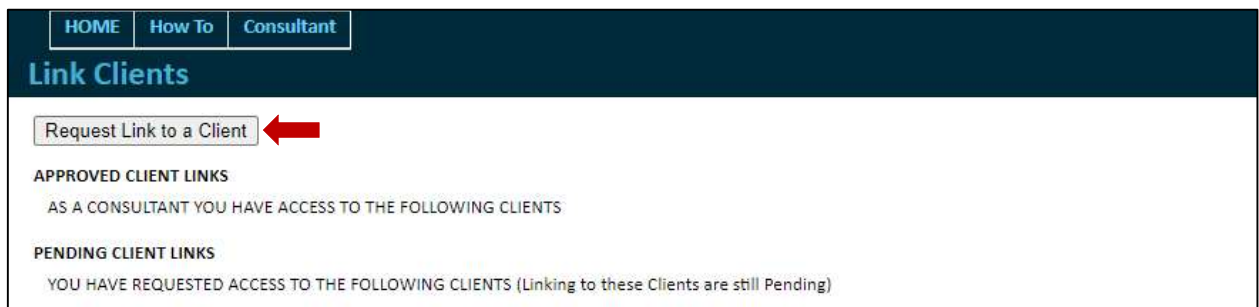 HOME How To Consultant
Link Clients
Request Link to a Client
APPROVED CLIENT LINKS
AS A CONSULTANT YOU HAVE ACCESS TO THE FOLLOWING CLIENTS
PENDING CLIENT LINKS
YOU HAVE REQUESTED ACCESS TO THE FOLLOWING CLIENTS (Linking to these Clients are still Pending)